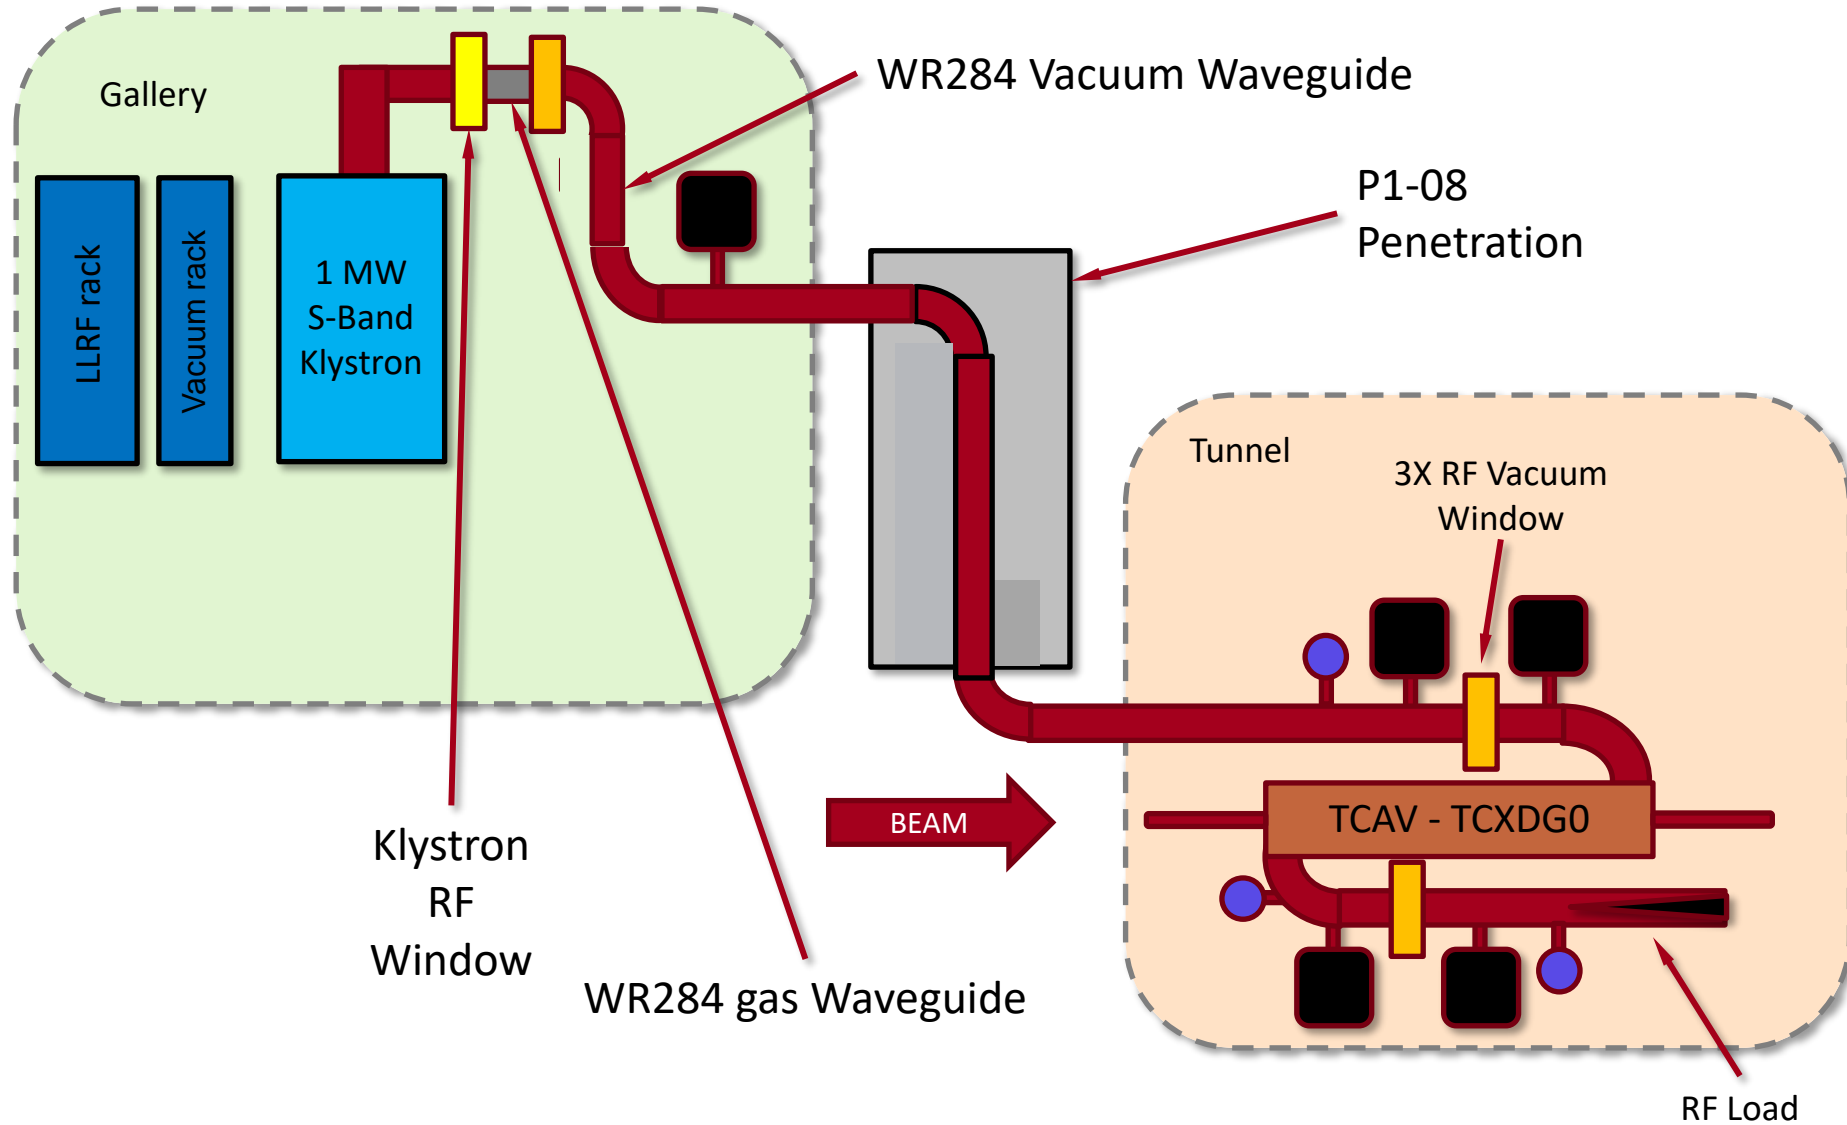 Gallery
WR284 Vacuum Waveguide
P1-08
Penetration
LLRF rack
Vacuum rack
1 MW
S-Band
Klystron
Tunnel
3X RF Vacuum
Window
BEAM
TCAV - TCXDG0
Klystron
RF
Window
WR284 gas Waveguide
RF Load